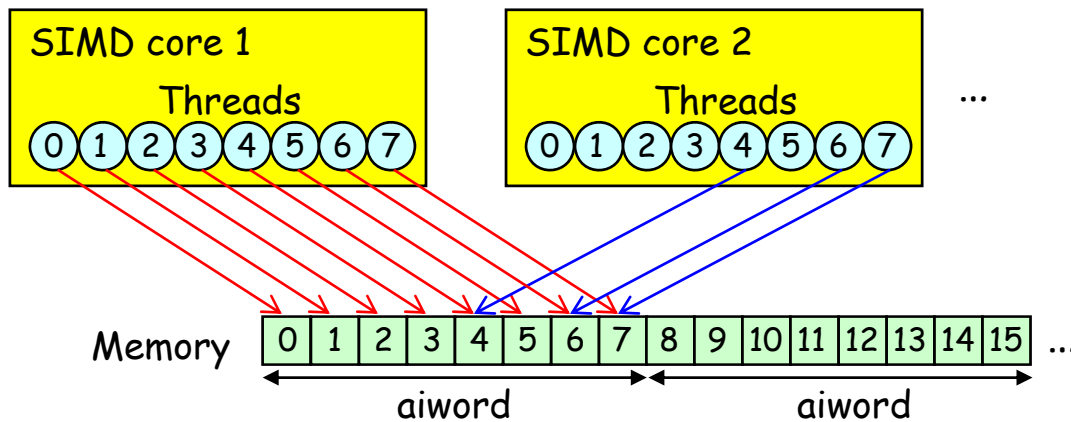 SIMD core 1
Threads
0 1 2 3 4 5 6 7
SIMD core 2
Threads
0 1 2 3 4 5 6 7
...
Memory
0 1 2 3 4 5 6 7 8 9 10 11 12 13 14 15 ...
aiword
aiword